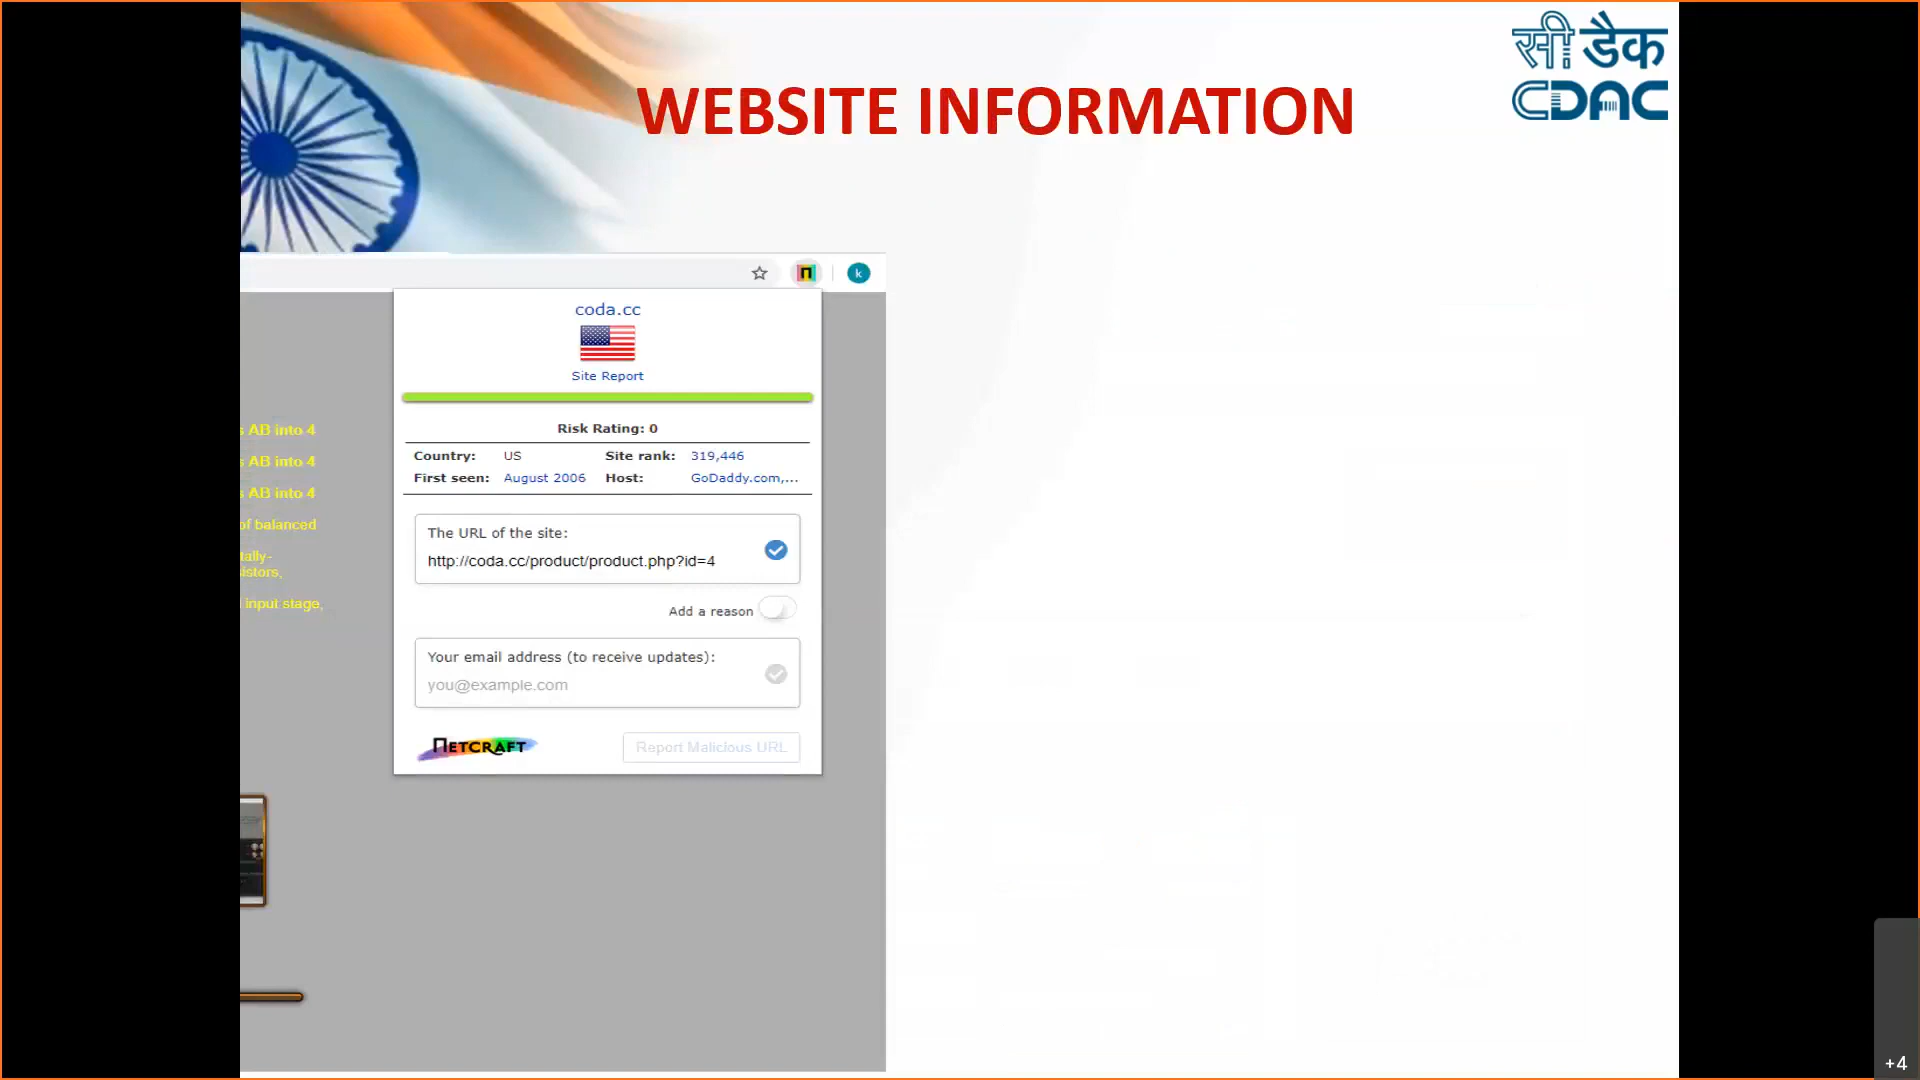 सी डैक
CDAC
WEBSITE INFORMATION
k
coda.cc
Site Report
Risk Rating: 0
Country: US Site rank: 319,446
First seen: August 2006 Host: GoDaddy.com,...
The URL of the site:
http://coda.cc/product/product.php?id=4
Add a reason
Your email address (to receive updates):
you@example.com
NETCRAFT
Report Malicious URL
s AB into 4
s AB into 4
s AB into 4
of balanced
tally-
istors,
input stage,
+4